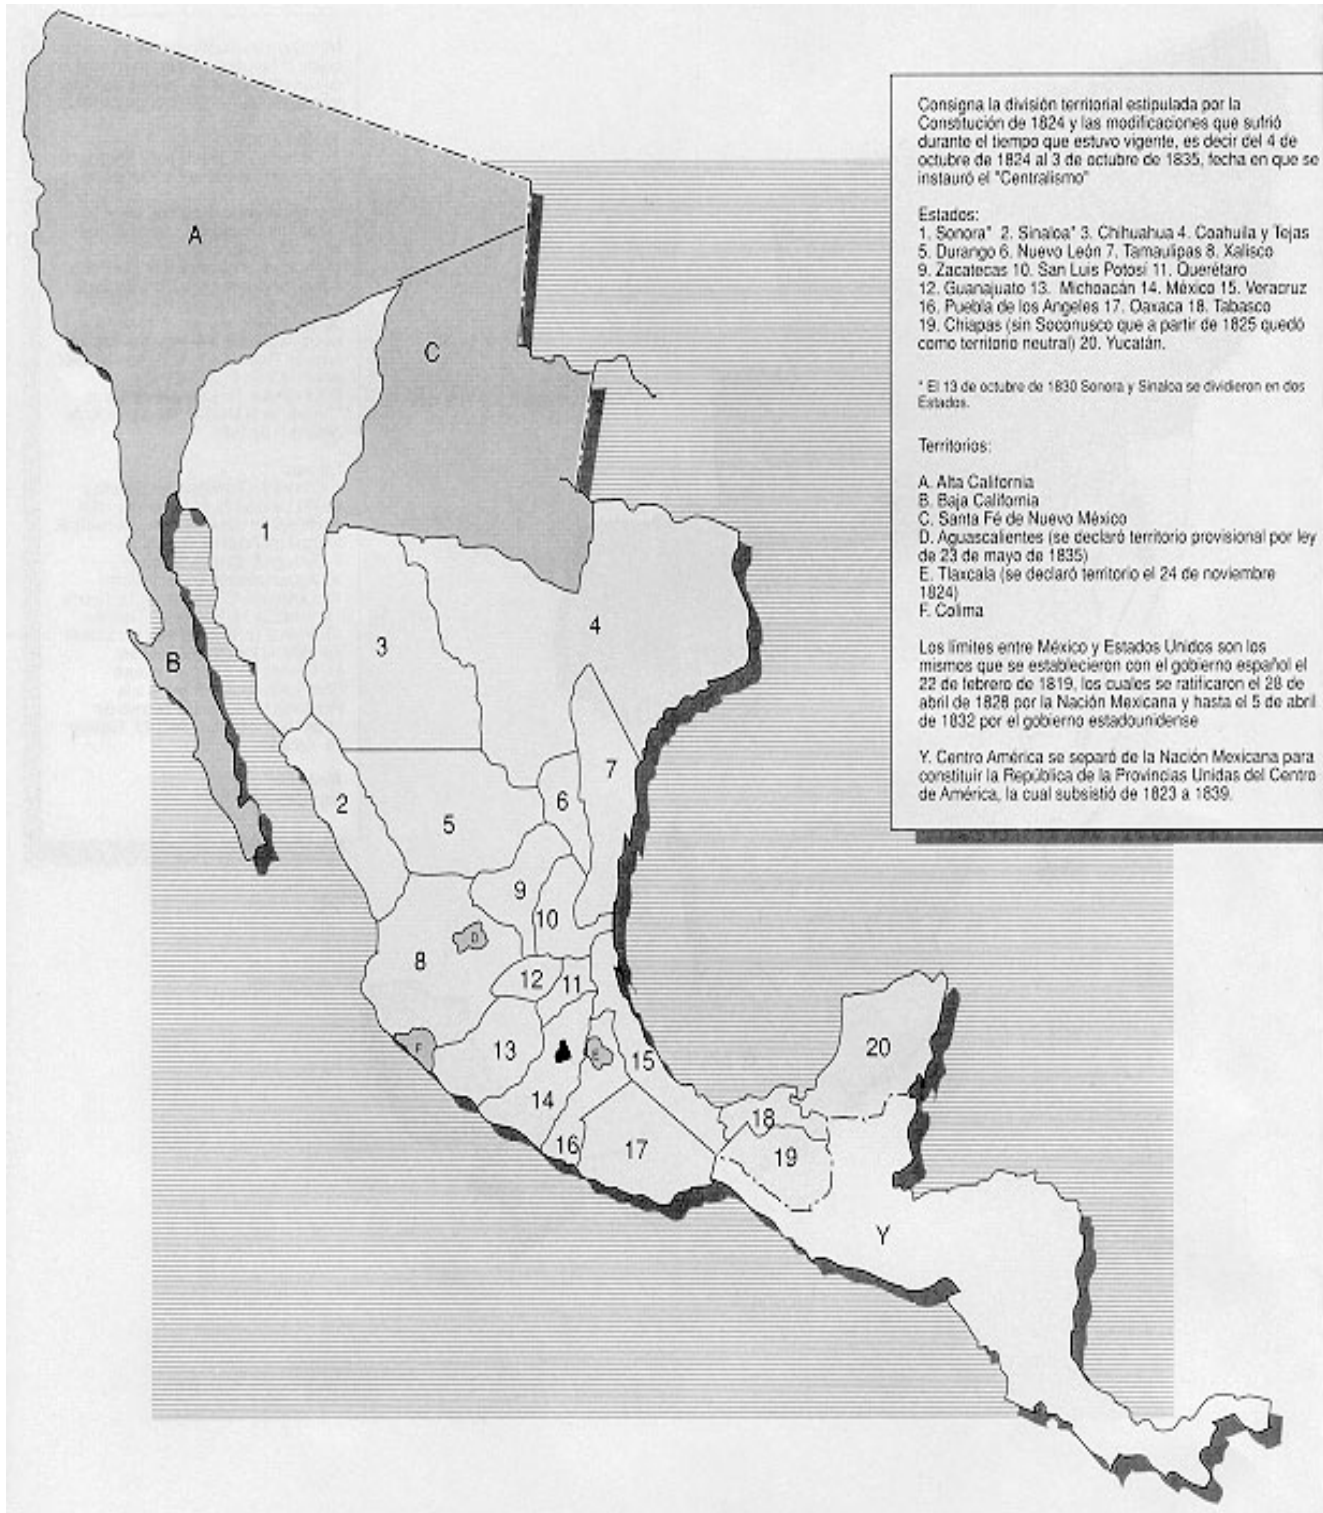 Consigna la división territorial estipulada por la
Constitución de 1824 y las modificaciones que sufrió
durante el tiempo que estuvo vigente, es decir del 4 de
octubre de 1824 al 3 de octubre de 1835, fecha en que se
instauró el "Centralismo"
Estados:
1. Sonora* 2. Sinaloa* 3. Chihuahua 4. Coahuila y Tejas
5. Durango 6. Nuevo León 7. Tamaulipas 8. Xalisco
9. Zacatecas 10. San Luis Potosí 11. Querétaro
12. Guanajuato 13. Michoacán 14. México 15. Veracruz
16. Puebla de los Angeles 17. Oaxaca 18. Tabasco
19. Chiapas (sin Soconusco que a partir de 1825 quedó
como territorio neutral) 20. Yucatán.
* El 13 de octubre de 1830 Sonora y Sinaloa se dividieron en dos
Estados.
Territorios:
A. Alta California
B. Baja California
C. Santa Fé de Nuevo México
D. Aguascalientes (se declaró territorio provisional por ley
de 23 de mayo de 1835)
E. Tlaxcala (se declaró territorio el 24 de noviembre
1824)
F. Colima
Los límites entre México y Estados Unidos son los
mismos que se establecieron con el gobierno español el
22 de febrero de 1819, los cuales se ratificaron el 28 de
abril de 1828 por la Nación Mexicana y hasta el 5 de abril
de 1832 por el gobierno estadounidense
Y. Centro América se separó de la Nación Mexicana para
constituir la República de la Provincias Unidas del Centro
de América, la cual subsistió de 1823 a 1839.
A
C
1
4
3
B
7
2
6
5
9
10
D
8
12
11
F
13
E
15
20
14
18
16
17
19
Y